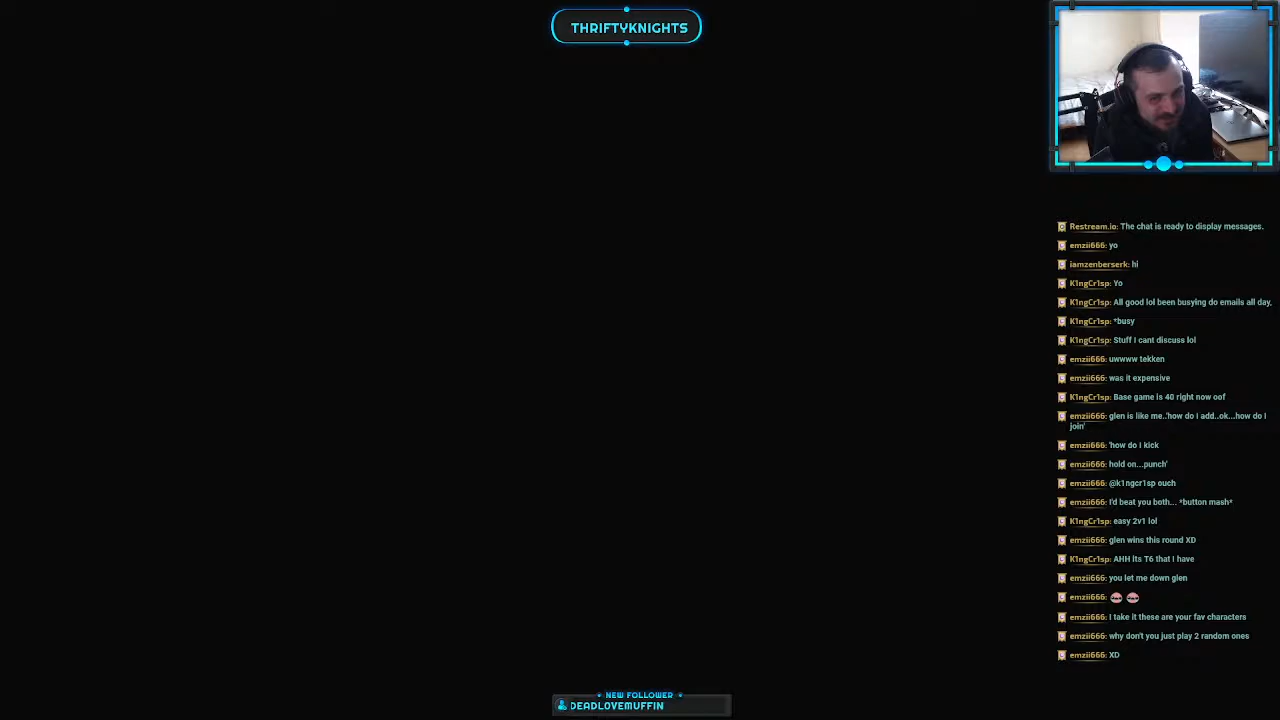 THRIFTYKNIGHTS
Restream.io: The chat is ready to display messages.
emzii666: yo
iamzenberserk: hi
K1ngCr1sp: Yo
K1ngCr1sp: All good lol been busying do emails all day,
K1ngCr1sp: *busy
K1ngCr1sp: Stuff I cant discuss lol
emzii666: uwwww tekken
emzii666: was it expensive
K1ngCr1sp: Base game is 40 right now oof
emzii666: glen is like me..'how do I add..ok...how do I
join'
emzii666: 'how do I kick
emzii666: hold on...punch'
emzii666: @k1ngcr1sp ouch
emzii666: I'd beat you both... *button mash*
K1ngCr1sp: easy 2v1 lol
emzii666: glen wins this round XD
K1ngCr1sp: AHH Its T6 that I have
emzii666: you let me down glen
emzii666:
emzii666: I take it these are your fav characters
emzii666: why don't you just play 2 random ones
emzii666: XD
NEW FOLLOWER
DEADLOVEMUFFIN